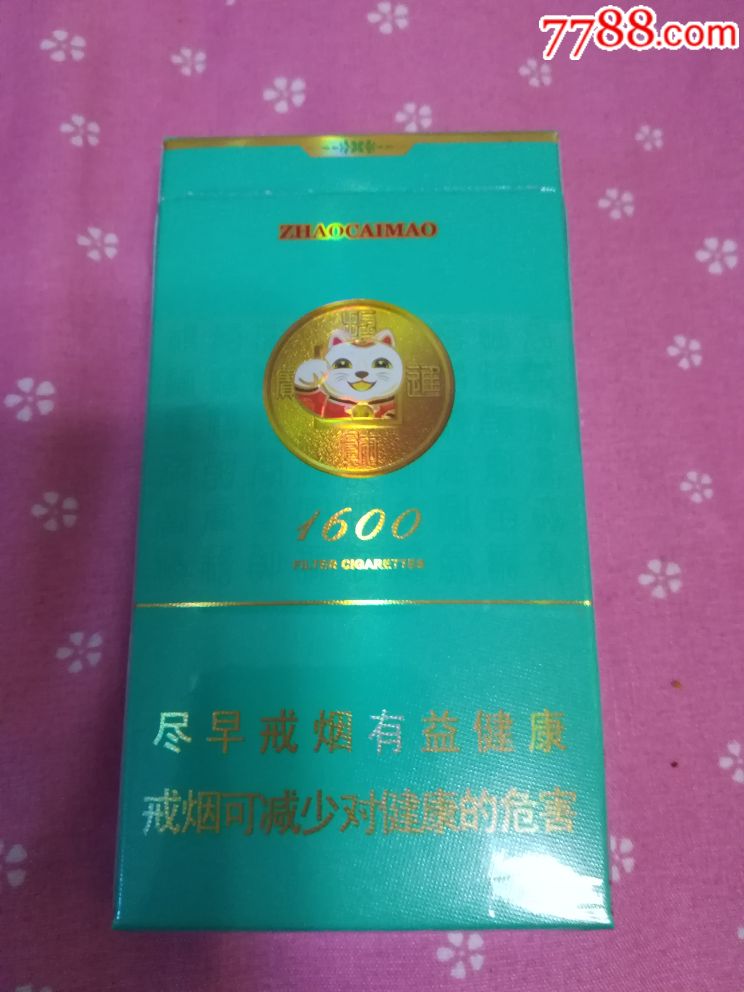 7788.com
ZHAOCAIMAO
1600
FILTER CIGARETTES
尽早戒烟有益健康
戒烟可减少对健康的危害